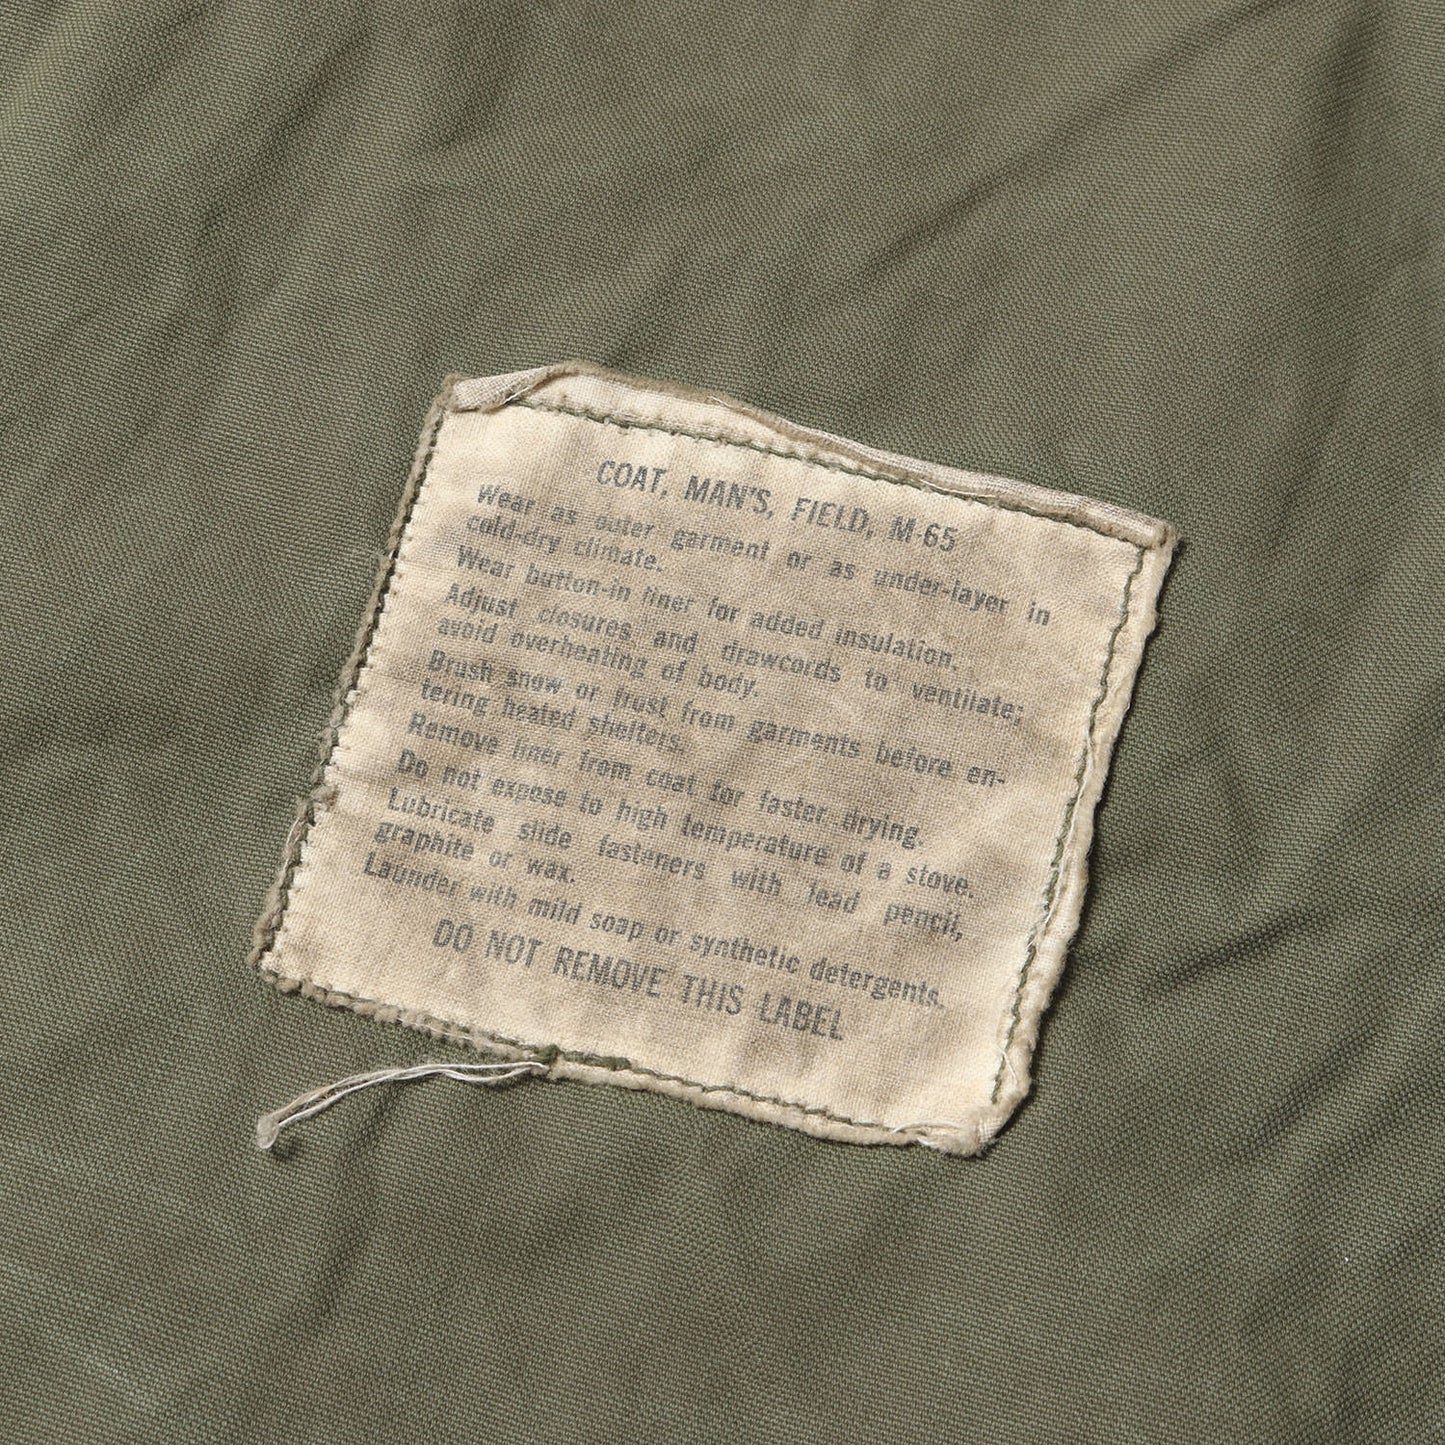 COAT, MAN'S, FIELD, M-65
Wear as outer garment or as under-layer in
cold-dry climate.
Wear button-in liner for added insulation.
Adjust closures and drawcords to ventilate;
avoid overheating of body.
Brush snow or frost from garments before en-
tering heated shelters.
Remove liner from coat for faster drying.
Do not expose to high temperature of a stove.
Lubricate slide fasteners with lead pencil,
graphite or wax.
Launder with mild soap or synthetic detergents.
DO NOT REMOVE THIS LABEL